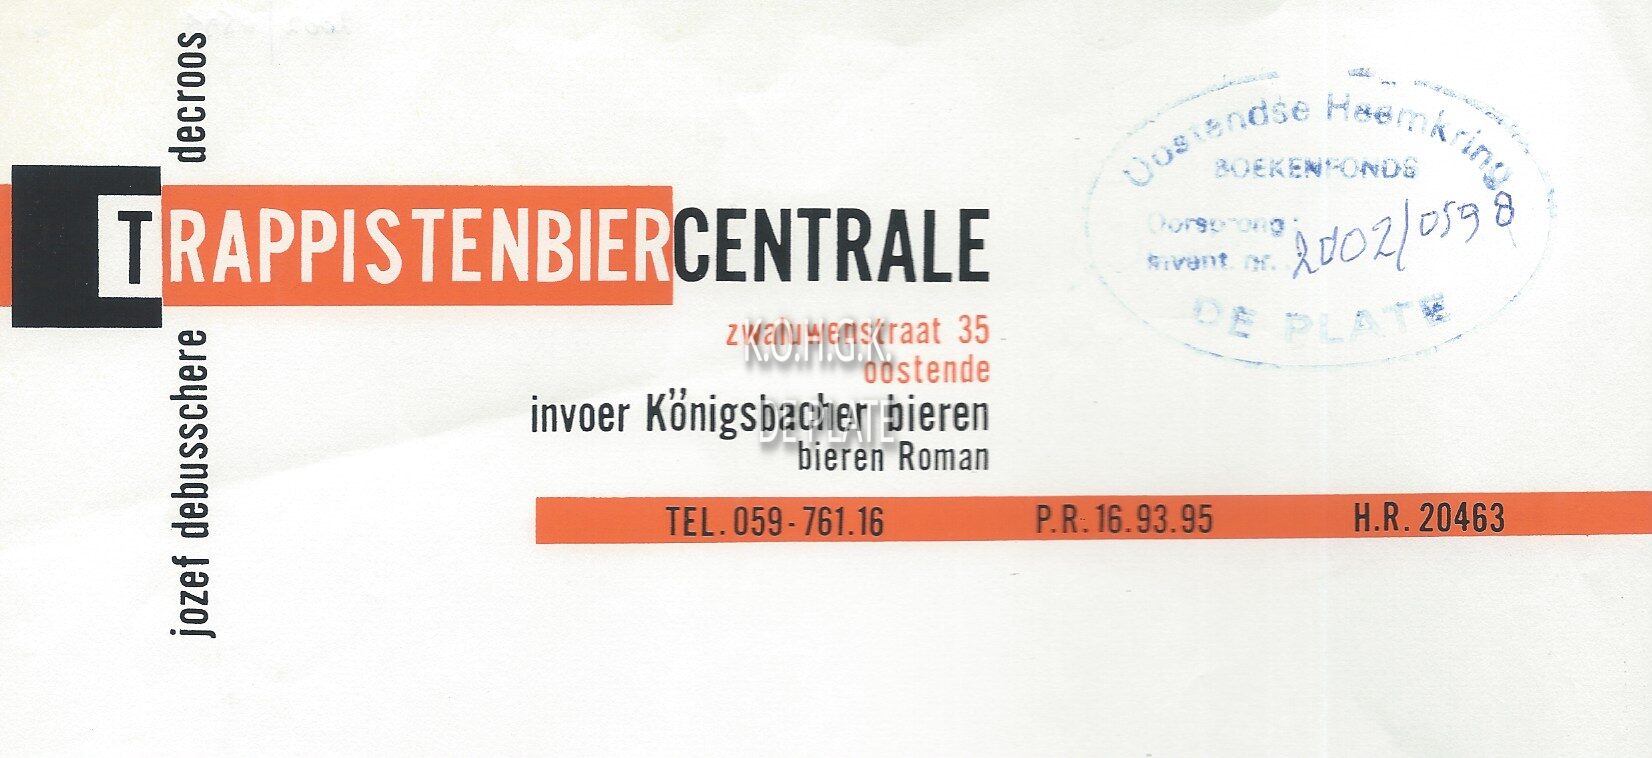 jozef debusschere decroos
TRAPPISTENBIERCENTRALE
zwaluwenstraat 35
oostende
invoer Königsbacher bieren
bieren Roman
TEL. 059-761.16 P.R. 16.93.95 H.R. 20463
Oostendse Heemkring
BOEKENFONDS
Oorsprong:
Invent. nr. 2002/0598
DE PLATE
K.O.H.G.K.
DE PLATE